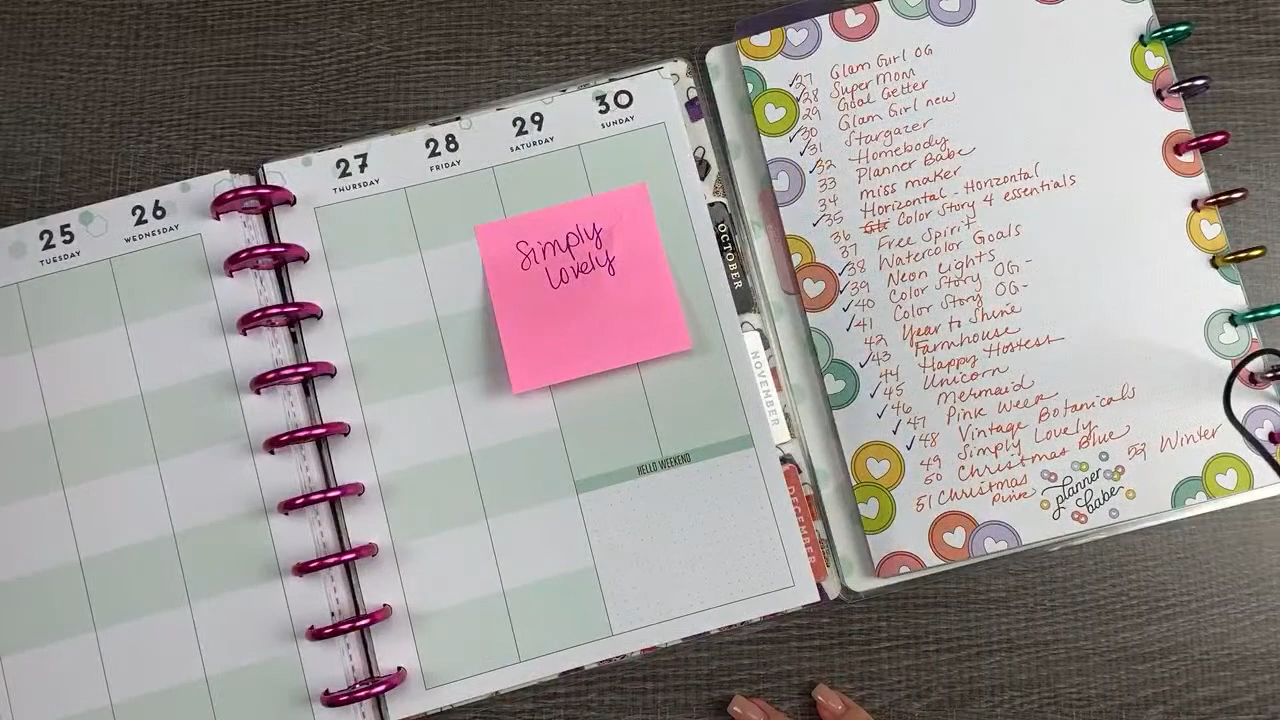 25
TUESDAY
26
WEDNESDAY
27
THURSDAY
28
FRIDAY
29
SATURDAY
30
SUNDAY
Simply
Lovely
HELLO WEEKEND
OCTOBER
NOVEMBER
DECEMBER
✓27 Glam Gurl OG
✓28 Super Mom
29 Goal Getter
✓30 Glam Girl new
✓31 Stargazer
✓32 Homebody
33 Planner Babe
34 miss maker
✓35 Horizontal - Horizontal
36 Color Story 4 essentials
37 Free Spirit
✓38 Watercolor Goals
✓39 Neon Lights
✓40 Color Story OG-
✓41 Color Story OG-
42 Year to Shine
✓43 Farmhouse
44 Happy Hostess
✓45 Unicorn
✓46 mermaid
✓47 Pink Week
✓48 Vintage Botanicals
49 Simply Lovely
50 Christmas Blue
51 Christmas Pink
52 Winter
planner
babe